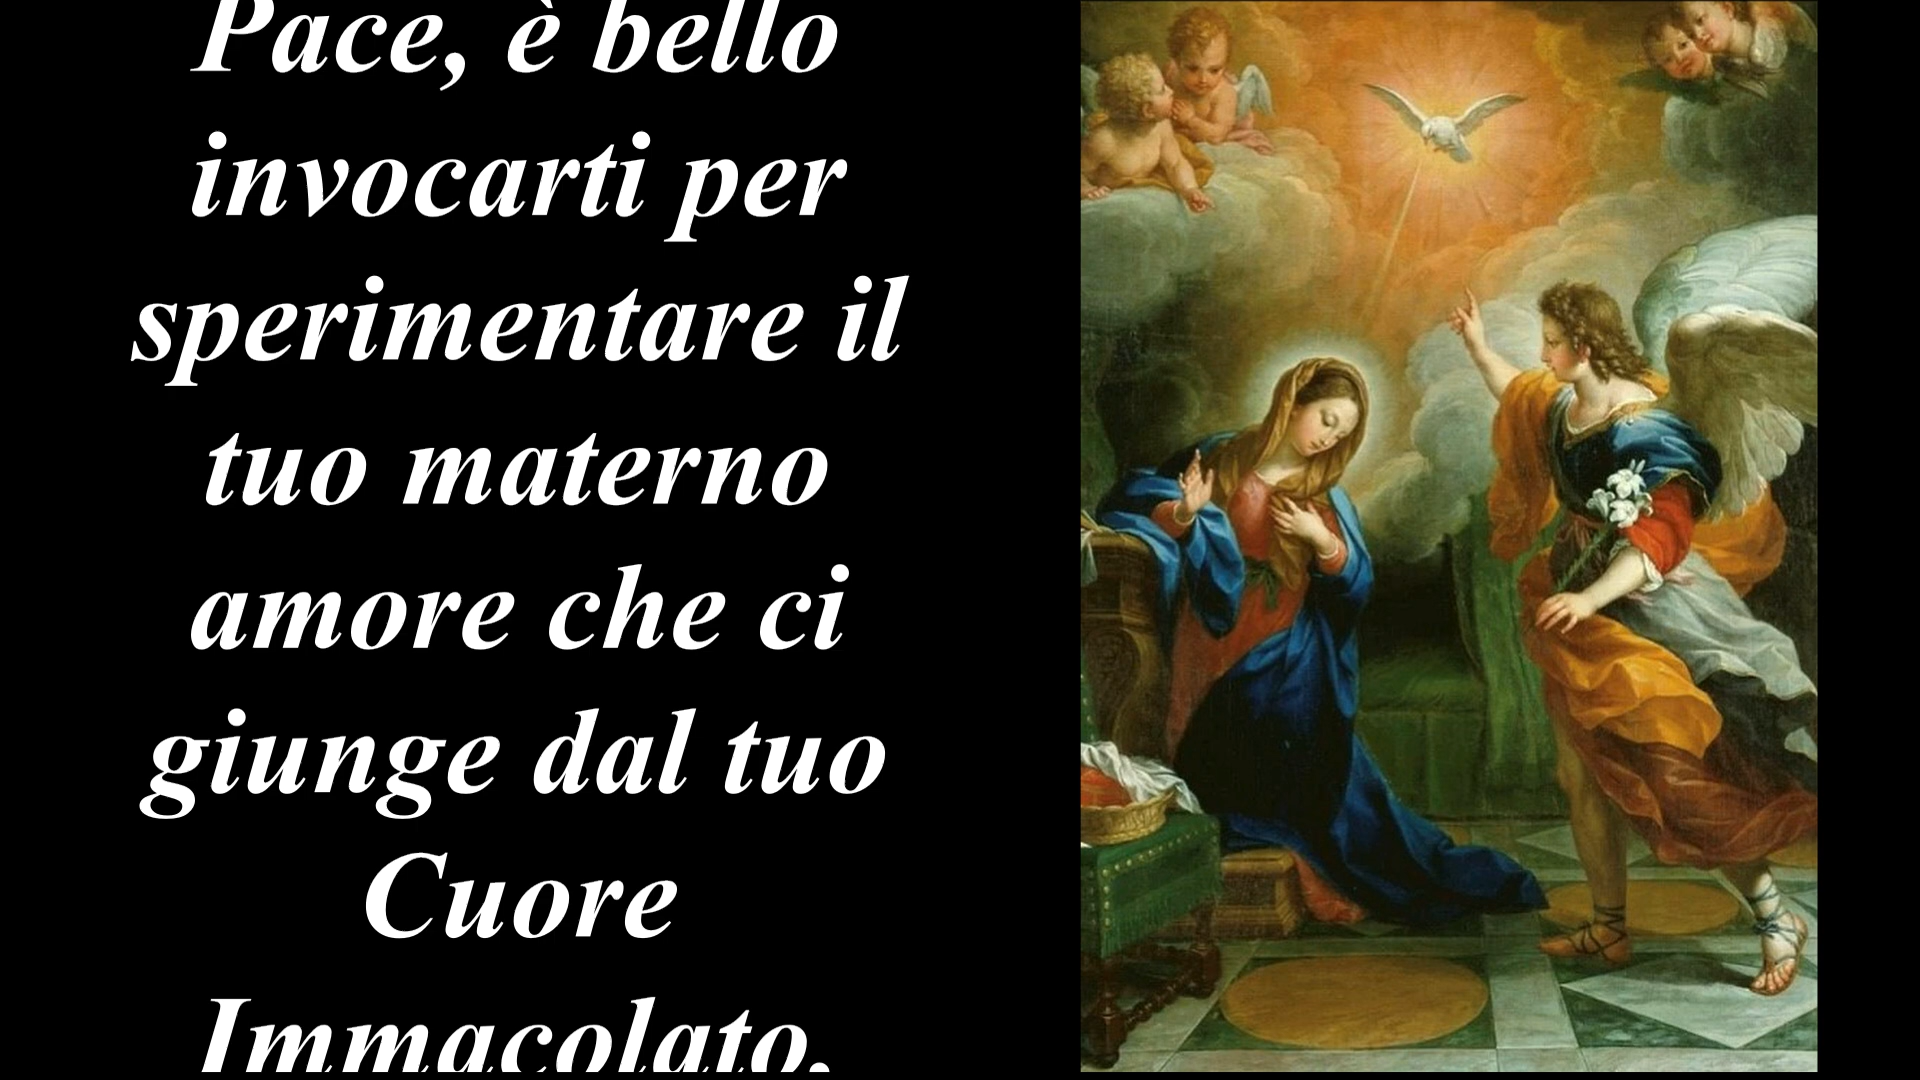 Pace, è bello
invocarti per
sperimentare il
tuo materno
amore che ci
giunge dal tuo
Cuore
Immacolato.